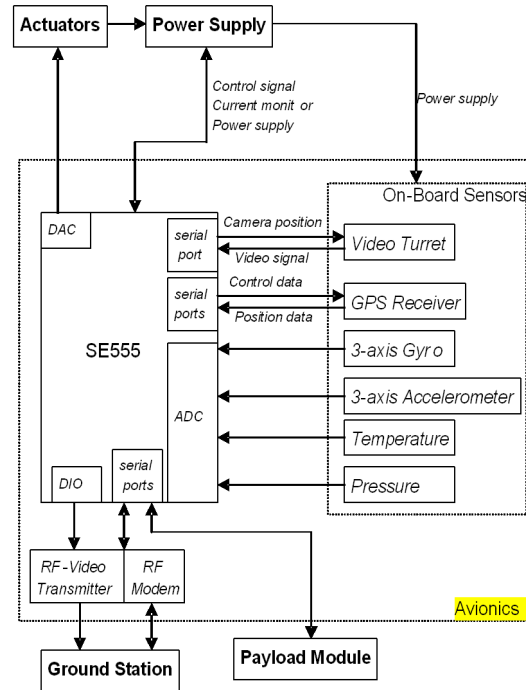 Actuators
Power Supply
Control signal
Current monit or
Power supply
Power supply
On-Board Sensors
DAC
serial
port
Camera position
Video signal
Video Turret
serial
ports
Control data
Position data
GPS Receiver
SE555
3-axis Gyro
ADC
3-axis Accelerometer
Temperature
DIO
serial
ports
Pressure
RF-Video
Transmitter
RF
Modem
Avionics
Ground Station
Payload Module